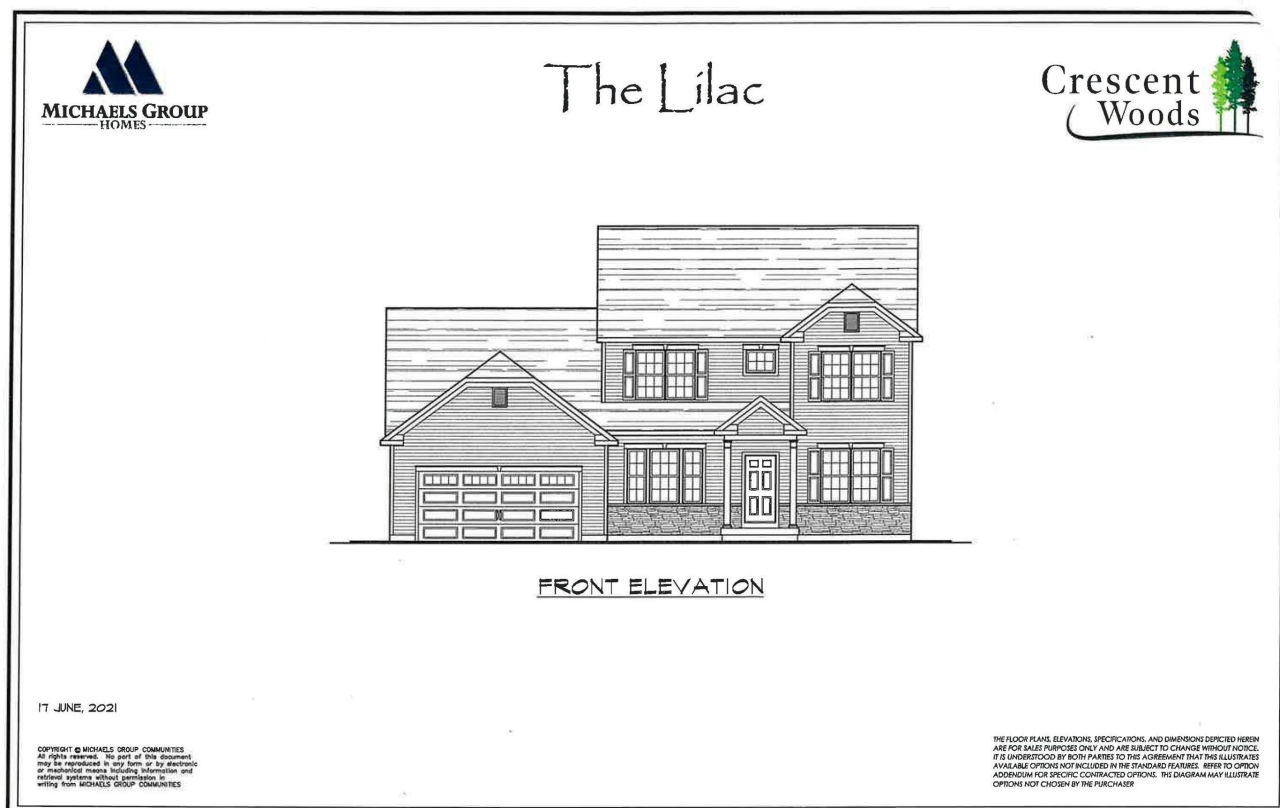 MICHAELS GROUP
HOMES
The Lilac
Crescent
Woods
FRONT ELEVATION
17 JUNE, 2021
COPYRIGHT © MICHAELS GROUP COMMUNITIES
All rights reserved. No part of this document
may be reproduced in any form or by electronic
or mechanical means including information and
retrieval systems without permission in
writing from MICHAELS GROUP COMMUNITIES
THE FLOOR PLANS, ELEVATIONS, SPECIFICATIONS, AND DIMENSIONS DEPICTED HEREIN
ARE FOR SALES PURPOSES ONLY AND ARE SUBJECT TO CHANGE WITHOUT NOTICE.
IT IS UNDERSTOOD BY BOTH PARTIES TO THIS AGREEMENT THAT THIS ILLUSTRATES
AVAILABLE OPTIONS NOT INCLUDED IN THE STANDARD FEATURES. REFER TO OPTION
ADDENDUM FOR SPECIFIC CONTRACTED OPTIONS. THS DIAGRAM MAY ILLUSTRATE
OPTIONS NOT CHOSEN BY THE PURCHASER